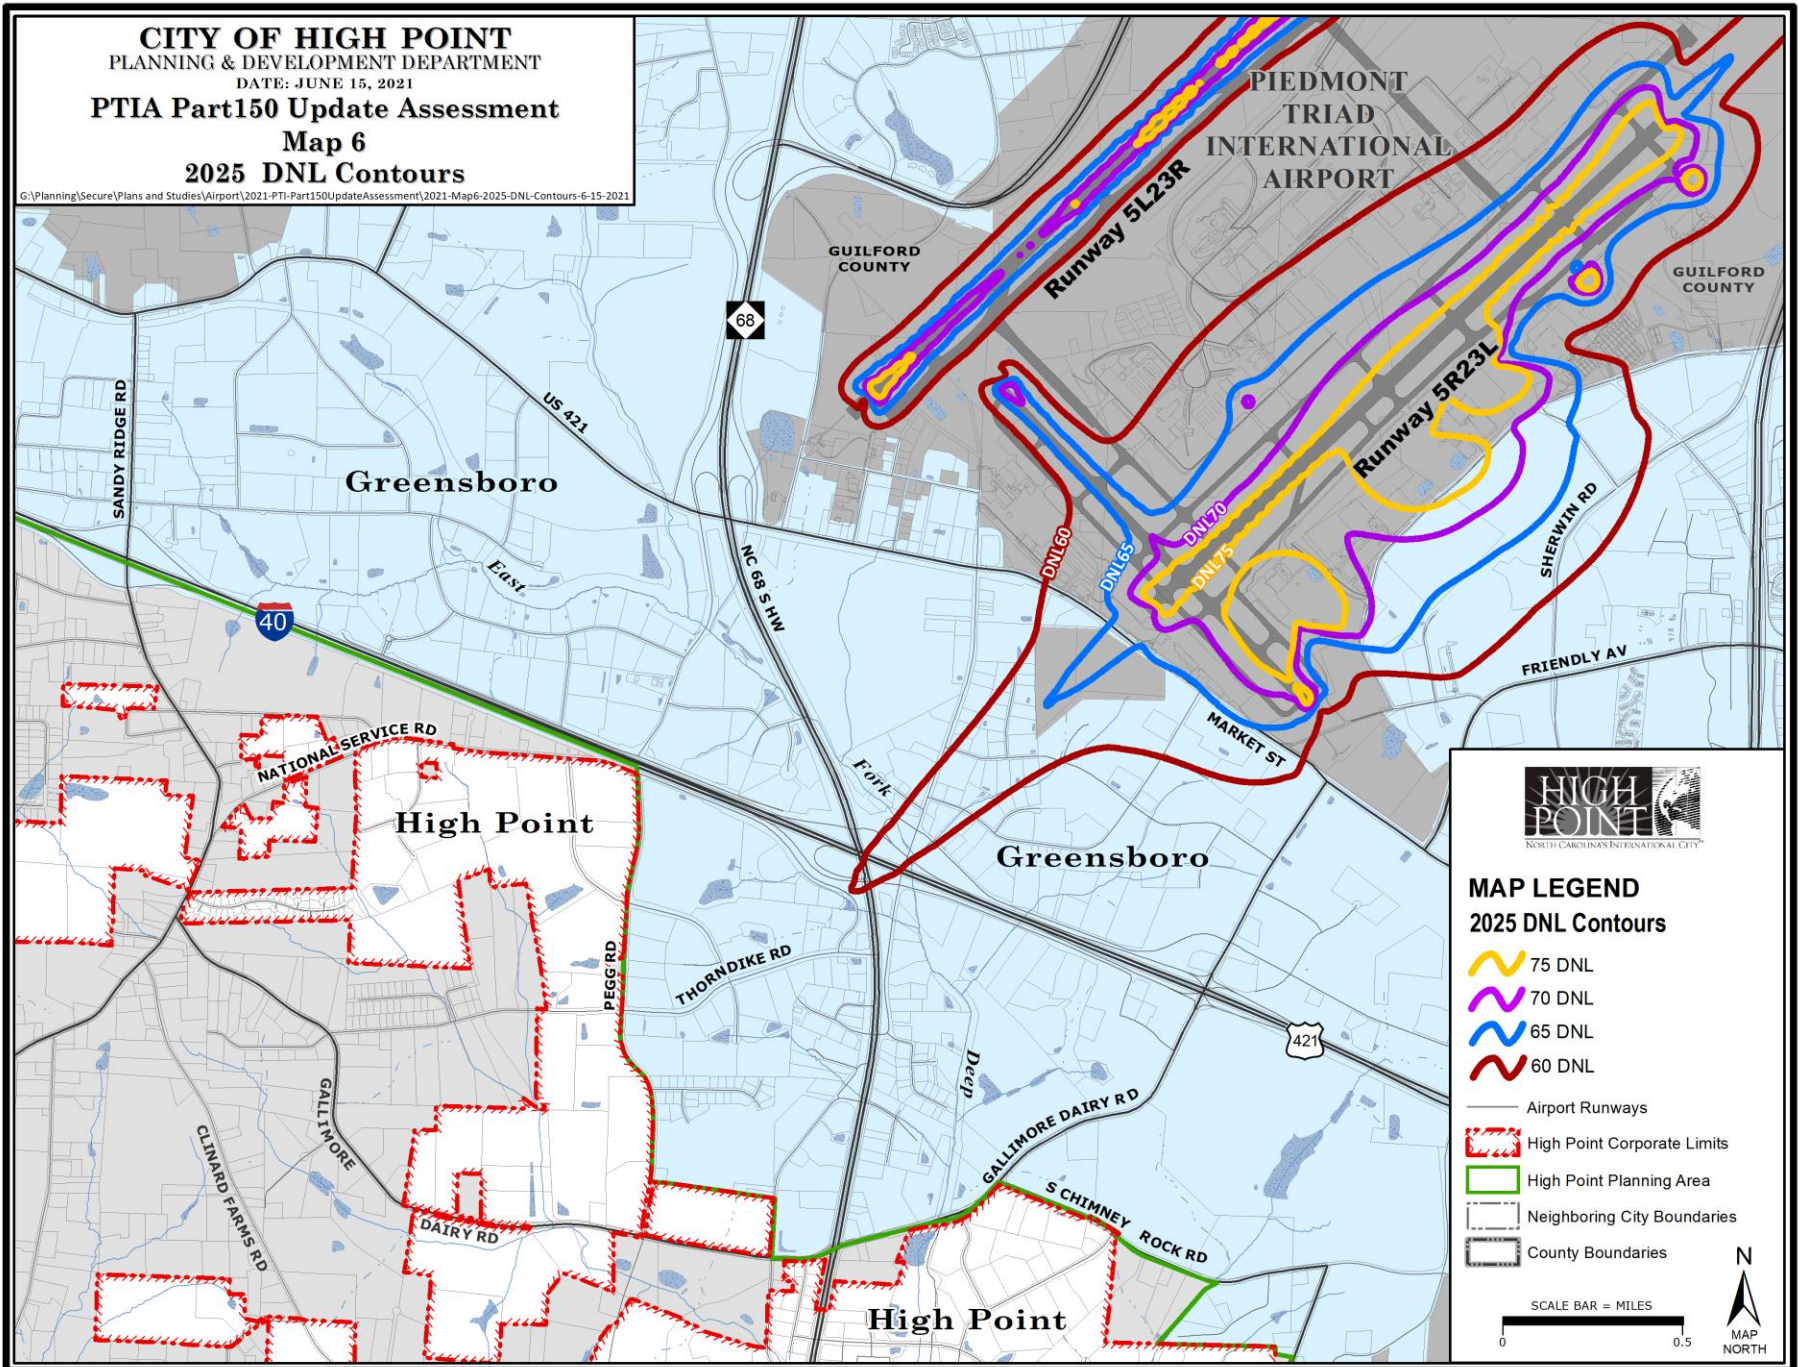 CITY OF HIGH POINT
PLANNING & DEVELOPMENT DEPARTMENT
DATE: JUNE 15, 2021
PTIA Part150 Update Assessment
Map 6
2025 DNL Contours
G:\Planning\Secure\Plans and Studies\Airport\2021-PTI-Part150UpdateAssessment\2021-Map6-2025-DNL-Contours-6-15-2021
PIEDMONT
TRIAD
INTERNATIONAL
AIRPORT
Runway 5L23R
GUILFORD
COUNTY
GUILFORD
COUNTY
68
Runway 5R23L
SANDY RIDGE RD
US 421
Greensboro
DNL70
DNL75
DNL60
DNL65
SHERWIN RD
East
NC 68 S HW
40
FRIENDLY AV
MARKET ST
NATIONAL SERVICE RD
Fork
High Point
Greensboro
PEGG RD
THORNDIKE RD
421
Deep
GALLIMORE
DAIRY RD
CLINARD FARMS RD
GALLIMORE DAIRY RD
S CHIMNEY ROCK RD
High Point
HIGH
POINT
NORTH CAROLINA'S INTERNATIONAL CITY
MAP LEGEND
2025 DNL Contours
75 DNL
70 DNL
65 DNL
60 DNL
Airport Runways
High Point Corporate Limits
High Point Planning Area
Neighboring City Boundaries
County Boundaries
SCALE BAR = MILES
0 0.5
N
MAP
NORTH